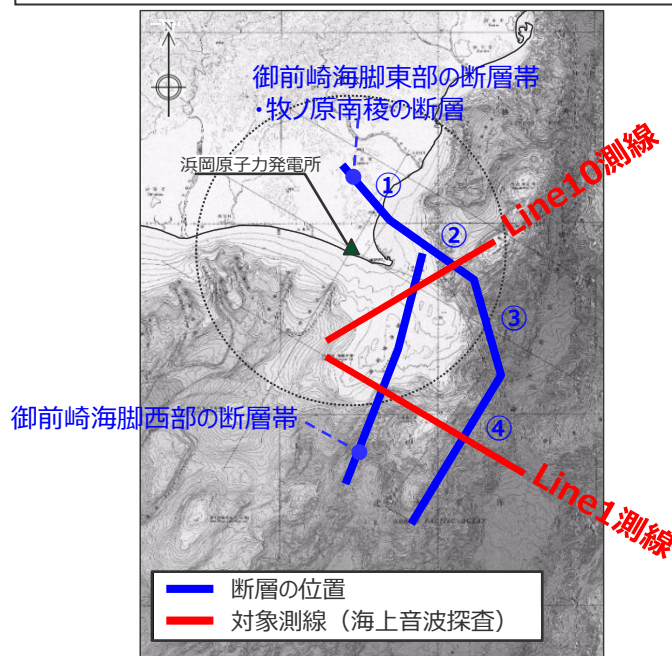 N
御前崎海脚東部の断層帯
・牧ノ原南稜の断層
浜岡原子力発電所
①
Line10測線
②
③
御前崎海脚西部の断層帯
④
Line1測線
断層の位置
対象測線（海上音波探査）